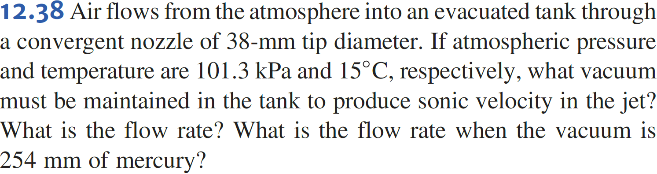 12.38 Air flows from the atmosphere into an evacuated tank through
a convergent nozzle of 38-mm tip diameter. If atmospheric pressure
and temperature are 101.3 kPa and 15°C, respectively, what vacuum
must be maintained in the tank to produce sonic velocity in the jet?
What is the flow rate? What is the flow rate when the vacuum is
254 mm of mercury?